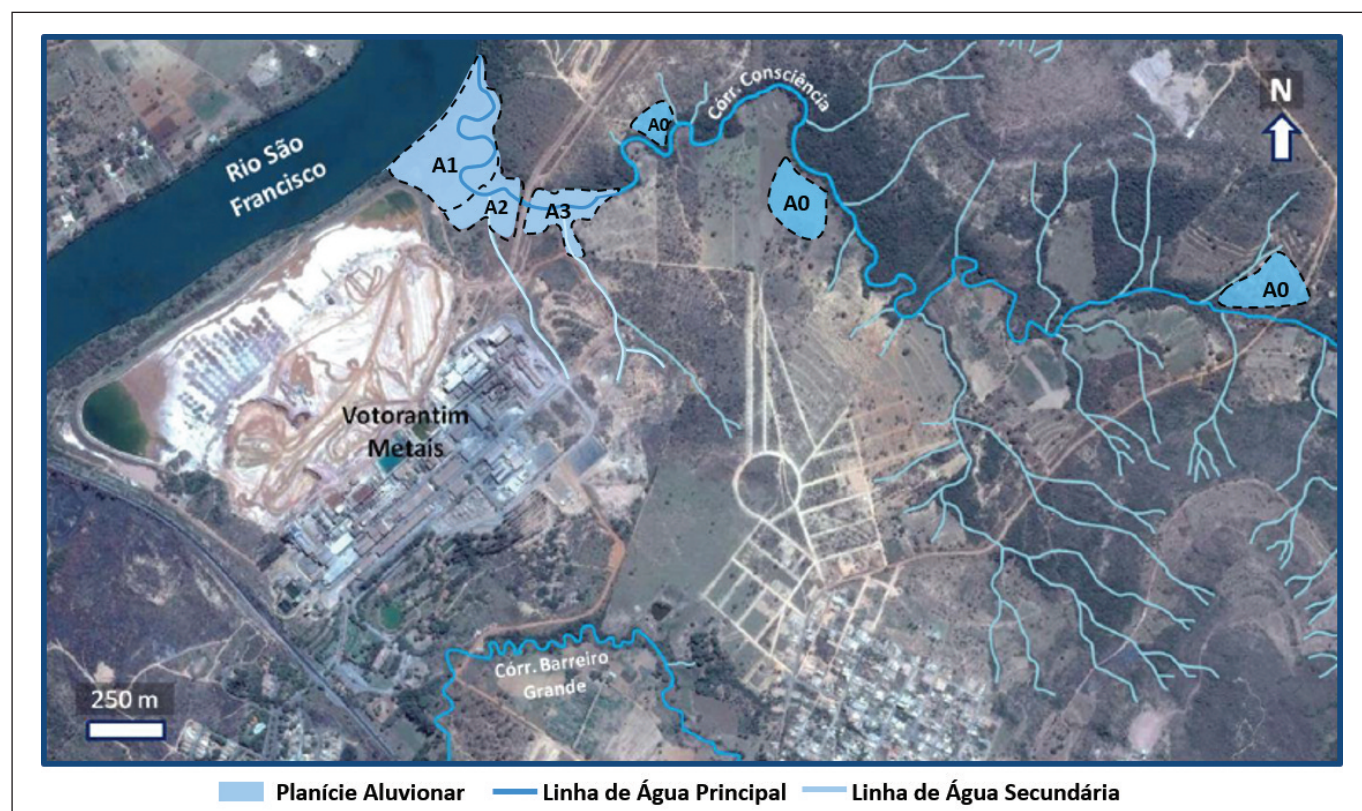 Córr. Consciência
N
Rio São
Francisco
A0
A1
A2
A3
A0
A0
Votorantim
Metais
Córr. Barreiro
Grande
250 m
Planície Aluvionar
Linha de Água Principal
Linha de Água Secundária